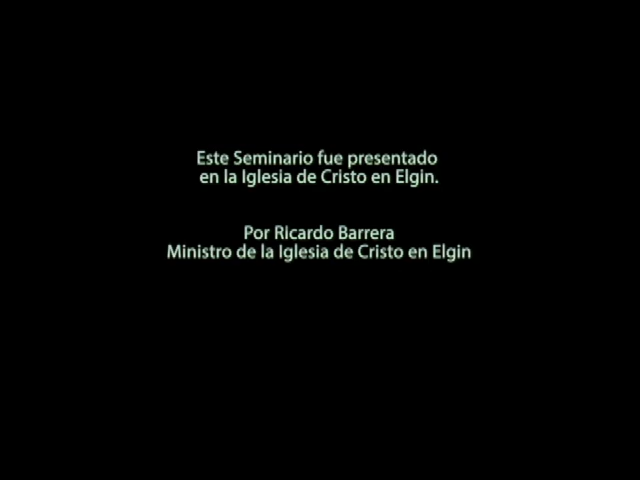 Este Seminario fue presentado
en la Iglesia de Cristo en Elgin.
Por Ricardo Barrera
Ministro de la Iglesia de Cristo en Elgin